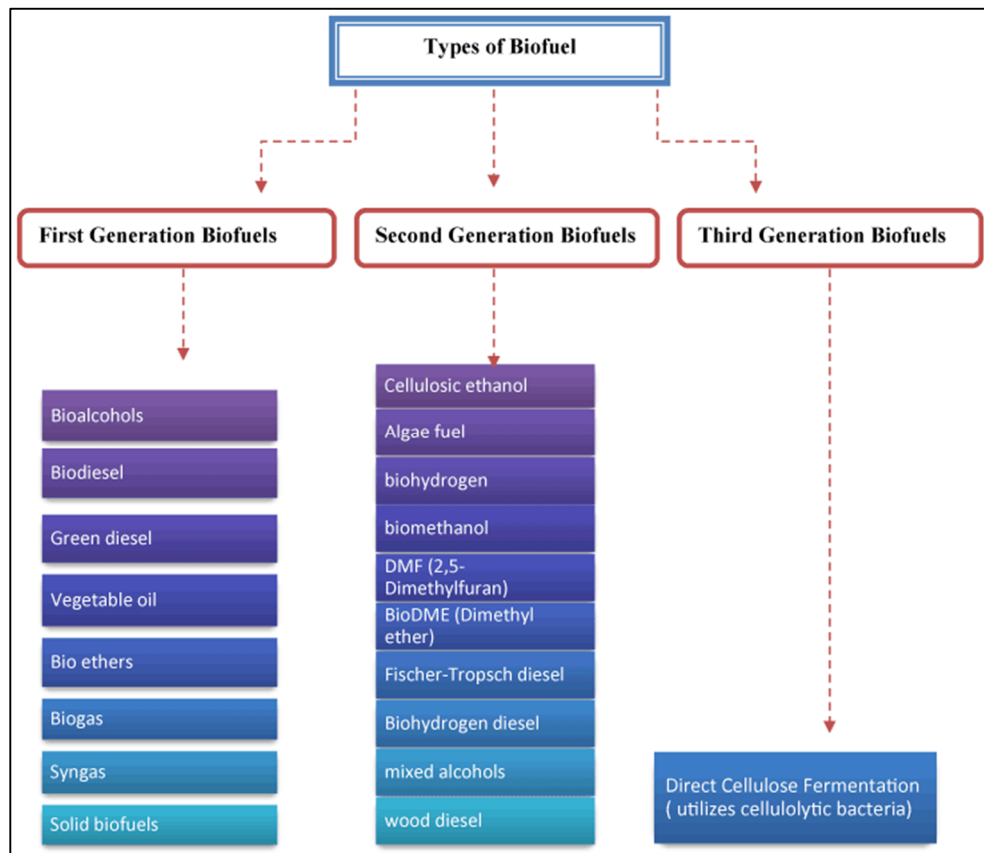 Types of Biofuel
First Generation Biofuels
Second Generation Biofuels
Third Generation Biofuels
Bioalcohols
Biodiesel
Green diesel
Vegetable oil
Bio ethers
Biogas
Syngas
Solid biofuels
Cellulosic ethanol
Algae fuel
biohydrogen
biomethanol
DMF (2,5-
Dimethylfuran)
BioDME (Dimethyl
ether)
Fischer-Tropsch diesel
Biohydrogen diesel
mixed alcohols
wood diesel
Direct Cellulose Fermentation
( utilizes cellulolytic bacteria)